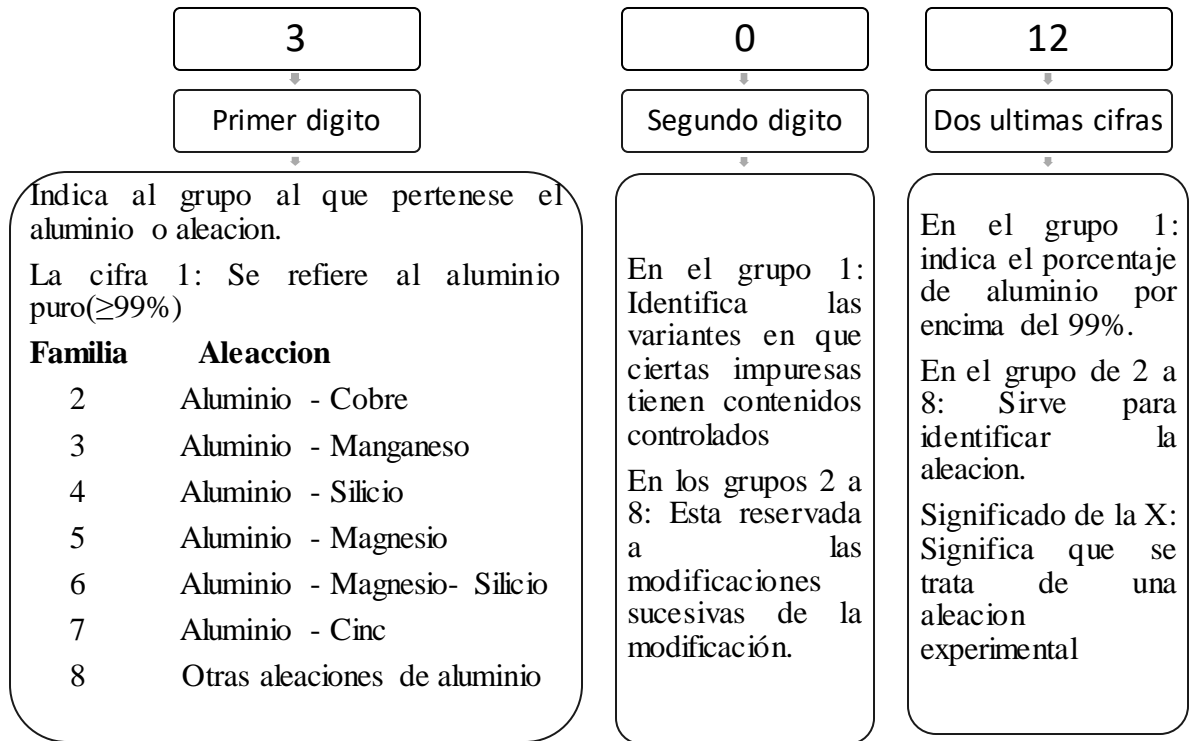 3
Primer digito
Indica al grupo al que pertenese el
aluminio o aleacion.
La cifra 1: Se refiere al aluminio
puro(≥99%)
Familia Aleaccion
2 Aluminio - Cobre
3 Aluminio - Manganeso
4 Aluminio - Silicio
5 Aluminio - Magnesio
6 Aluminio - Magnesio- Silicio
7 Aluminio - Cinc
8 Otras aleaciones de aluminio
0
Segundo digito
En el grupo 1:
Identifica las
variantes en que
ciertas impuresas
tienen contenidos
controlados
En los grupos 2 a
8: Esta reservada
a las
modificaciones
sucesivas de la
modificación.
12
Dos ultimas cifras
En el grupo 1:
indica el porcentaje
de aluminio por
encima del 99%.
En el grupo de 2 a
8: Sirve para
identificar la
aleacion.
Significado de la X:
Significa que se
trata de una
aleacion
experimental